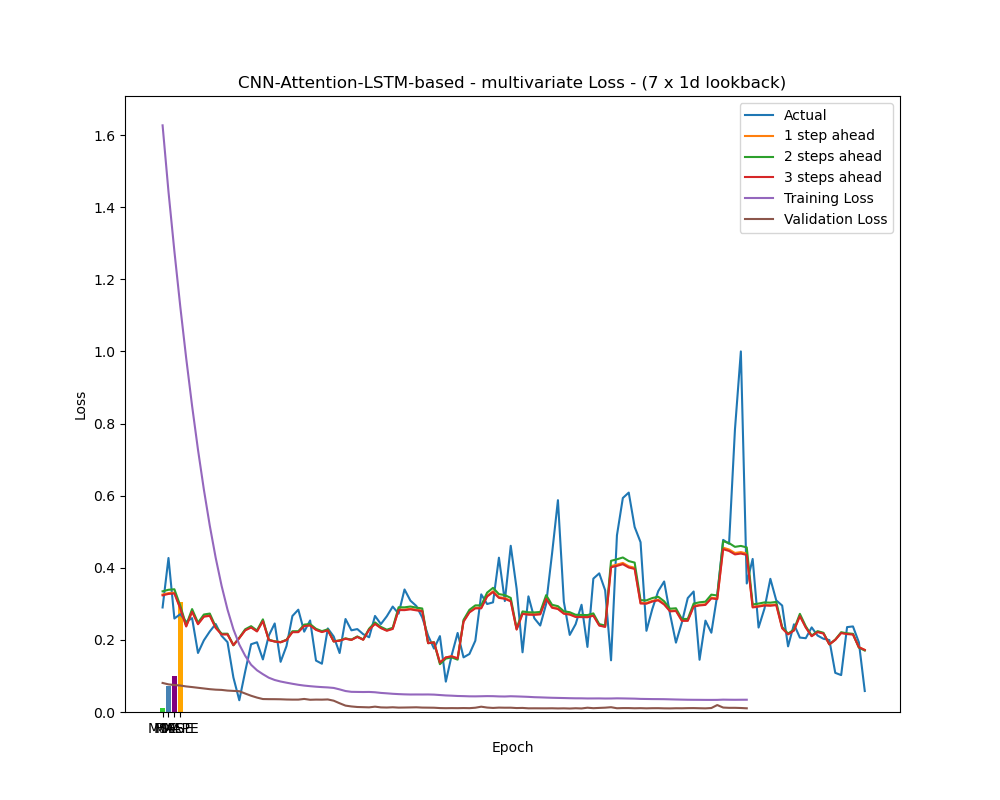 CNN-Attention-LSTM-based - multivariate Loss - (7 x 1d lookback)
Actual
1 step ahead
2 steps ahead
3 steps ahead
Training Loss
Validation Loss
Loss
1.6
1.4
1.2
1.0
0.8
0.6
0.4
0.2
0.0
Epoch